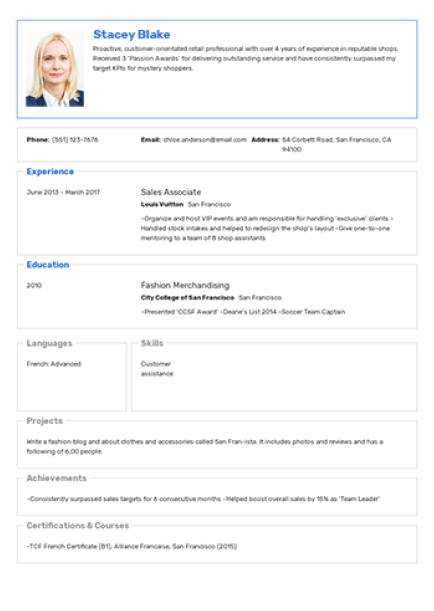 Stacey Blake
Proactive, customer-orientated retail professional with over 4 years of experience in reputable shops.
Received 3 'Passion Awards' for delivering outstanding service and have consistently surpassed my
target KPIs for mystery shoppers.
Phone: (551) 123-7676
Email: chloe.anderson@email.com
Address: 54 Corbett Road, San Francisco, CA
94100
Experience
June 2013 - March 2017
Sales Associate
Louis Vuitton San Francisco
-Organize and host VIP events and am responsible for handling 'exclusive' clients -
Handled stock intakes and helped to redesign the shop's layout -Give one-to-one
mentoring to a team of 8 shop assistants
Education
2010
Fashion Merchandising
City College of San Francisco San Francisco
-Presented 'CCSF Award' -Deane's List 2014 -Soccer Team Captain
Languages
French: Advanced
Skills
Customer
assistance
Projects
Write a fashion blog and about clothes and accessories called San Fran-ista. It includes photos and reviews and has a
following of 6,00 people.
Achievements
-Consistently surpassed sales targets for 6 consecutive months -Helped boost overall sales by 15% as 'Team Leader'
Certifications & Courses
-TCF French Certificate (B1), Alliance Francaise, San Francisco (2015)